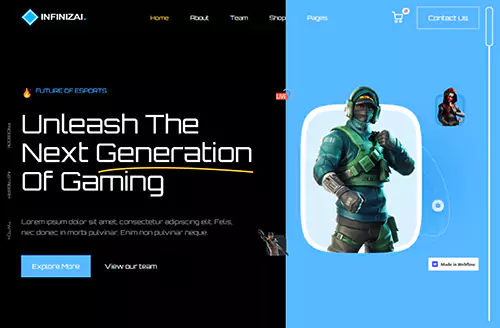 INFINIZAI.
Home
About
Team
Shop
Pages
Contact Us
FUTURE OF ESPORTS
LIVE
Unleash The
Next Generation
Of Gaming
Lorem ipsum dolor sit amet, consectetur adipiscing elit. Felis,
nec donec in morbi pulvinar. Enim non pulvinar neque.
Explore More
View our team
Made in Webflow